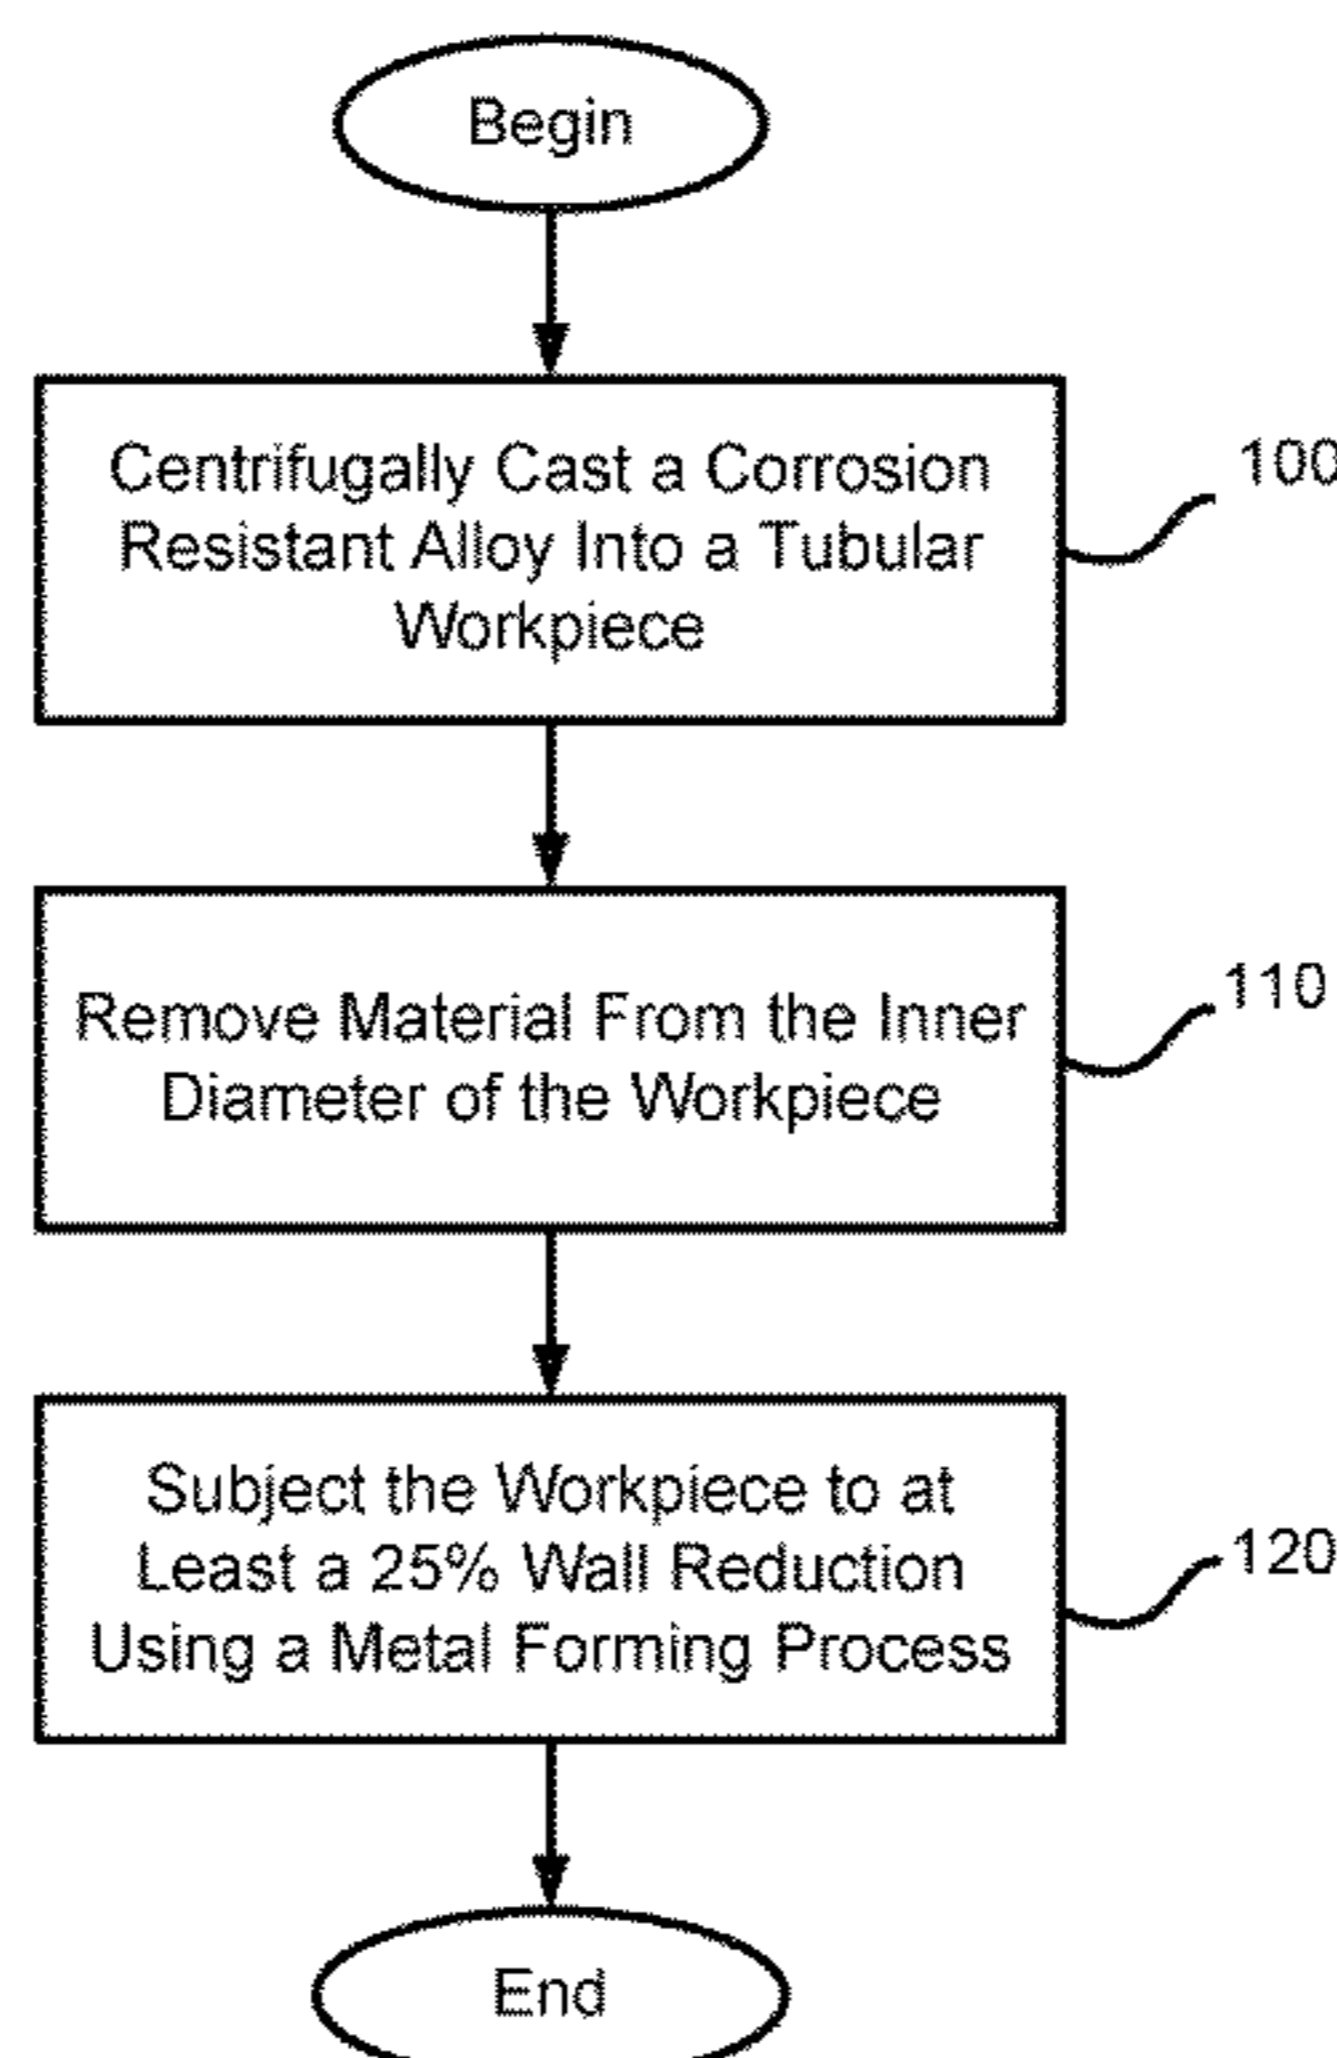 Begin
Centrifugally Cast a Corrosion
Resistant Alloy Into a Tubular
Workpiece
100
Remove Material From the Inner
Diameter of the Workpiece
110
Subject the Workpiece to at
Least a 25% Wall Reduction
Using a Metal Forming Process
120
End